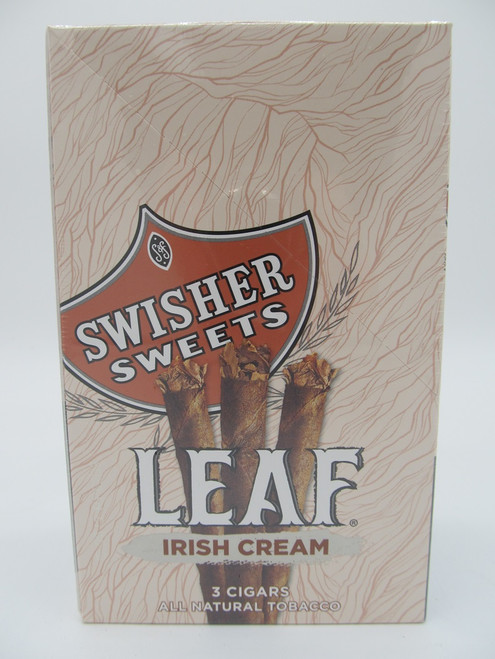 S&S
SWISHER
SWEETS
LEAF®
IRISH CREAM
3 CIGARS
ALL NATURAL TOBACCO